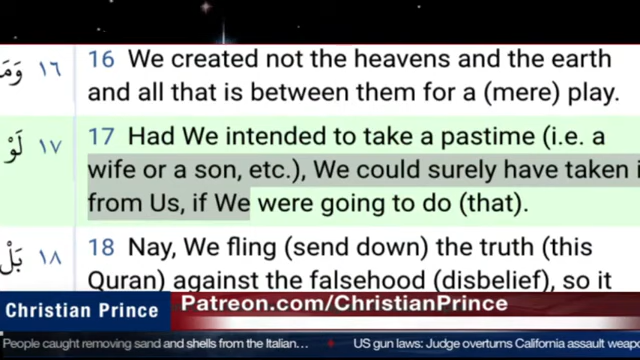 16 We created not the heavens and the earth
and all that is between them for a (mere) play.
١٦
17 Had We intended to take a pastime (i.e. a
wife or a son, etc.), We could surely have taken i
from Us, if We were going to do (that).
لَوْ ١٧
18 Nay, We fling (send down) the truth (this
Quran) against the falsehood (disbelief), so it
بَلْ ١٨
Christian Prince
Patreon.com/ChristianPrince
People caught removing sand and shells from the Italian...
US gun laws: Judge overturns California assault weapo